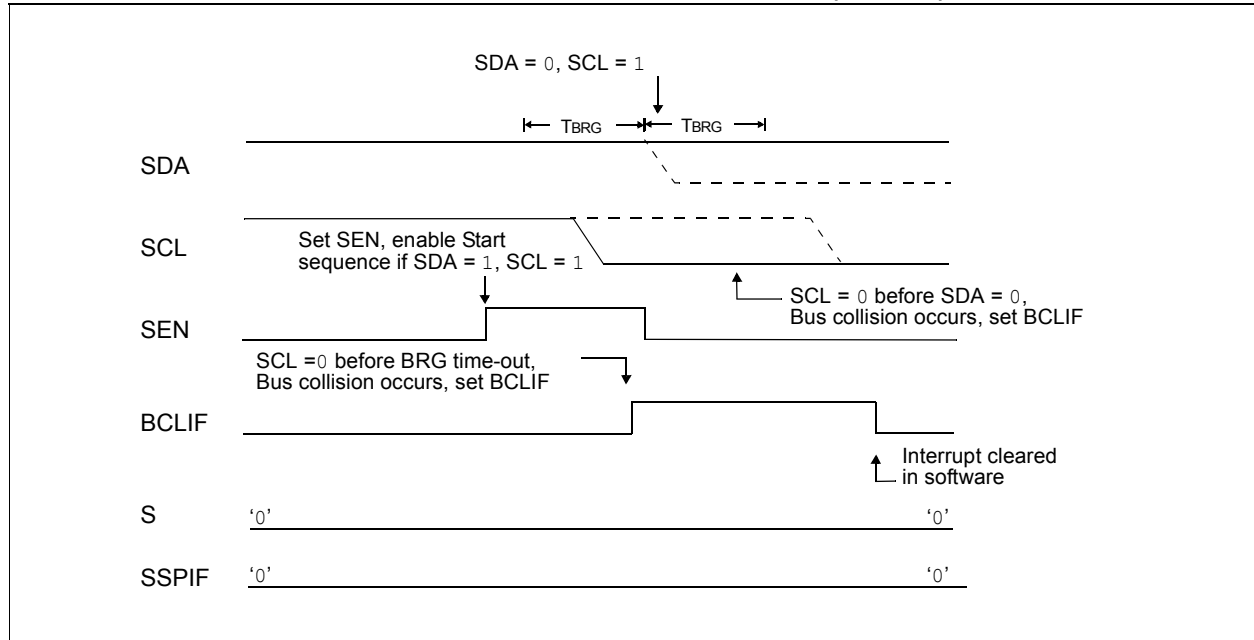 SDA = 0, SCL = 1
TBRG TBRG
SDA
SCL
Set SEN, enable Start
sequence if SDA = 1, SCL = 1
SCL = 0 before SDA = 0,
Bus collision occurs, set BCLIF
SEN
SCL =0 before BRG time-out,
Bus collision occurs, set BCLIF
BCLIF
Interrupt cleared
in software
S ‘0’ ‘0’
SSPIF ‘0’ ‘0’